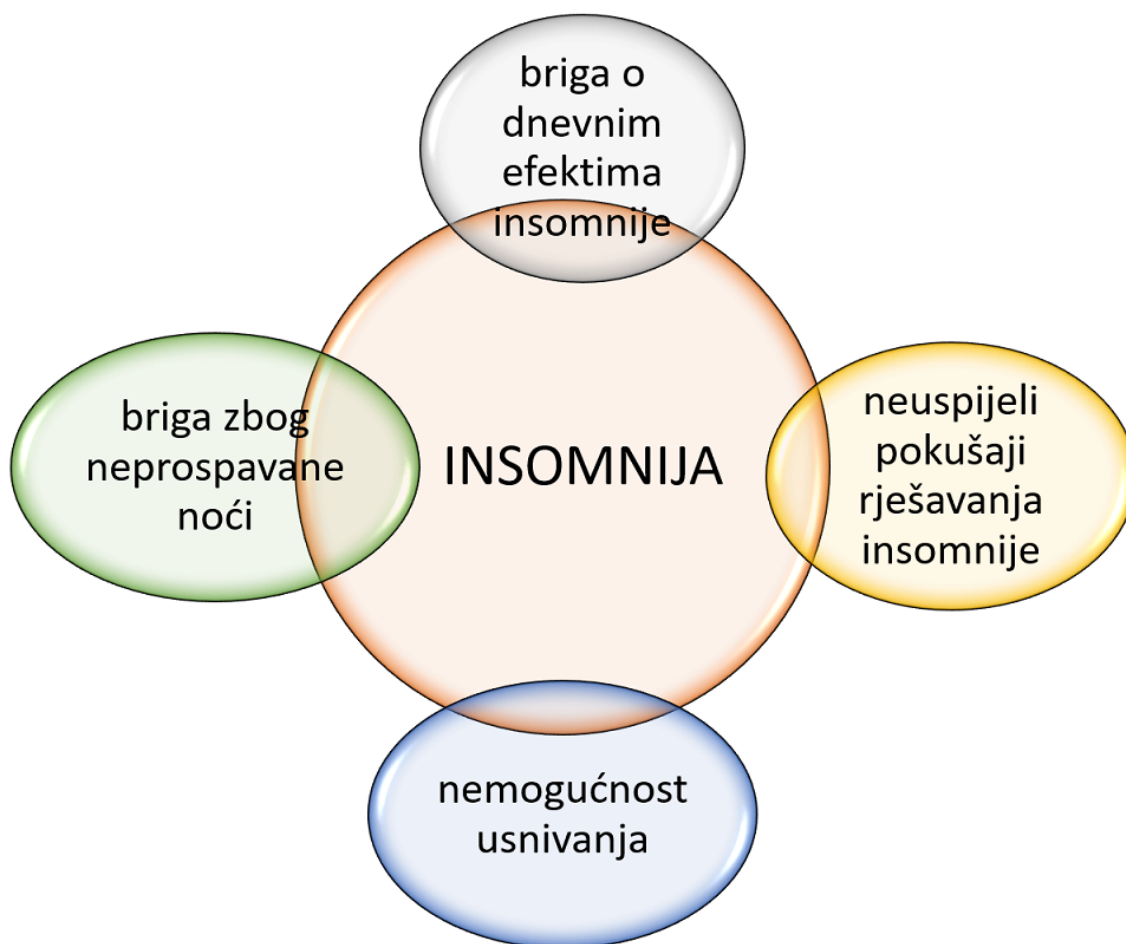 briga o
dnevnim
efektima
insomnije
briga zbog
neprospavane
noći
INSOMNIJA
neuspijeli
pokušaji
rješavanja
insomnije
nemogućnost
usnivanja